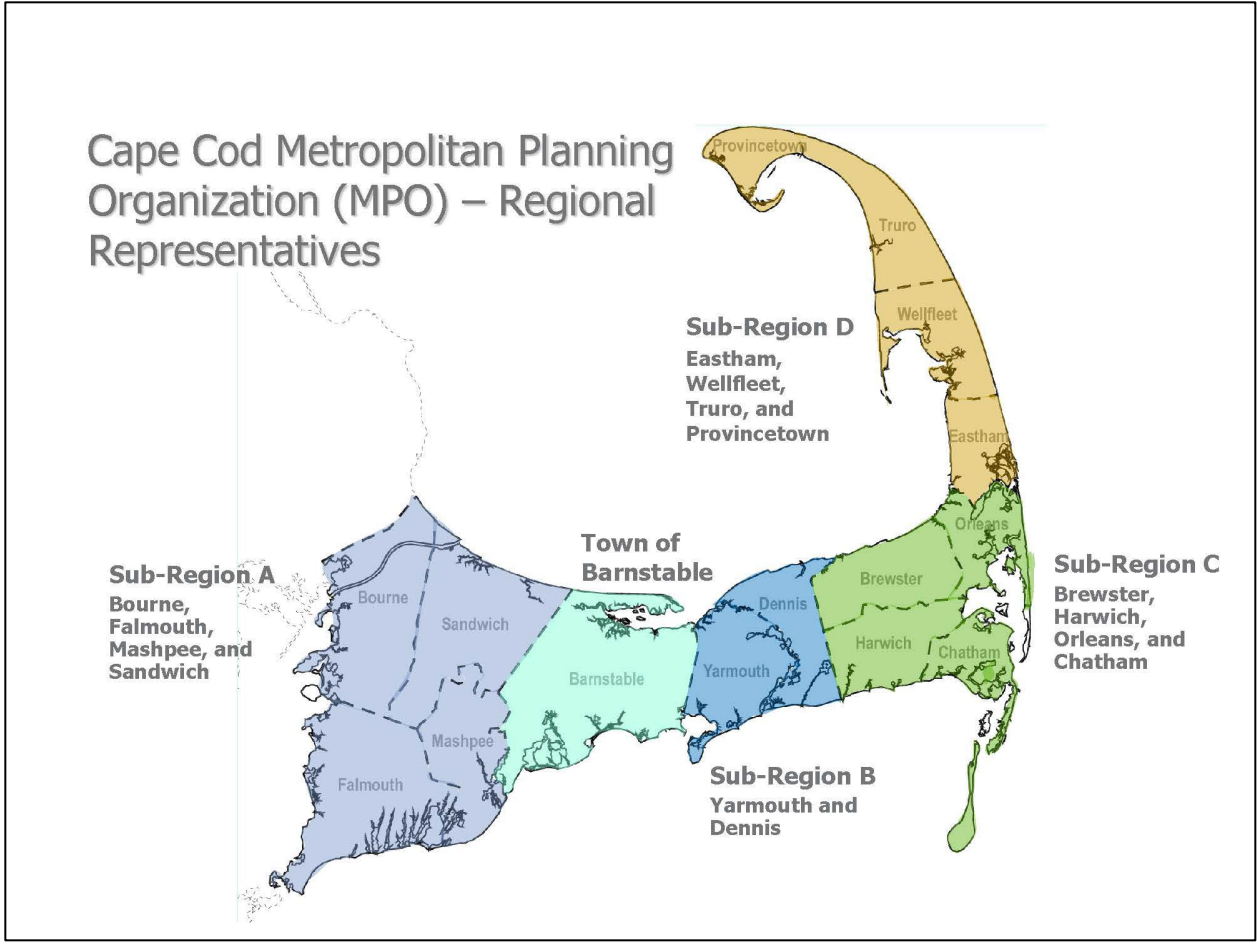 Cape Cod Metropolitan Planning
Organization (MPO) – Regional
Representatives
Provincetown
Truro
Wellfleet
Sub-Region D
Eastham,
Wellfleet,
Truro, and
Provincetown
Eastham
Orleans
Town of
Barnstable
Sub-Region A
Bourne,
Falmouth,
Mashpee, and
Sandwich
Sub-Region C
Brewster,
Harwich,
Orleans, and
Chatham
Bourne
Sandwich
Dennis
Brewster
Harwich
Chatham
Barnstable
Yarmouth
Mashpee
Falmouth
Sub-Region B
Yarmouth and
Dennis